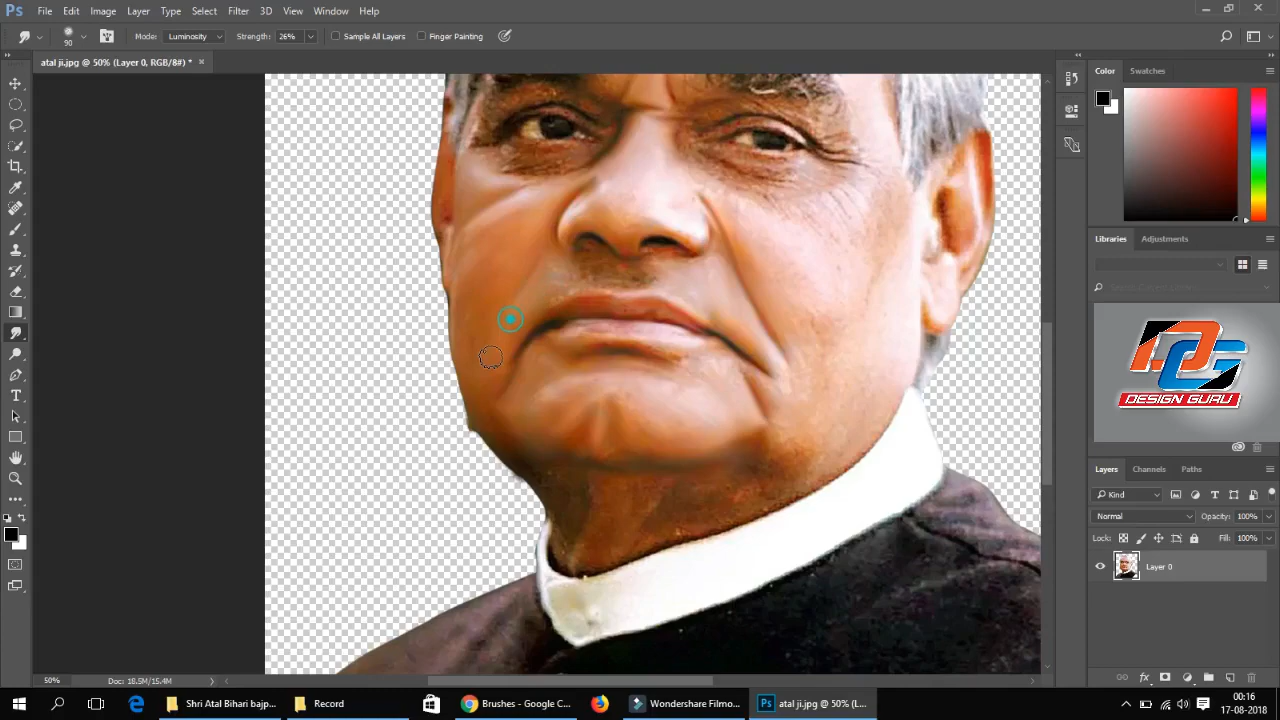 Ps File Edit Image Layer Type Select Filter 3D View Window Help
90 Mode: Luminosity Strength: 26% Sample All Layers Finger Painting
atal ji.jpg @ 50% (Layer 0, RGB/8#) * ×
Color Swatches
Libraries Adjustments
DESIGN GURU
Layers Channels Paths
Kind
Normal Opacity: 100%
Lock: Fill: 100%
Layer 0
50% Doc: 18.5M/15.4M
Shri Atal Bihari bajp... Record Brushes - Google C... Wondershare Filmo... Ps atal ji.jpg @ 50% (L...
00:16
17-08-2018